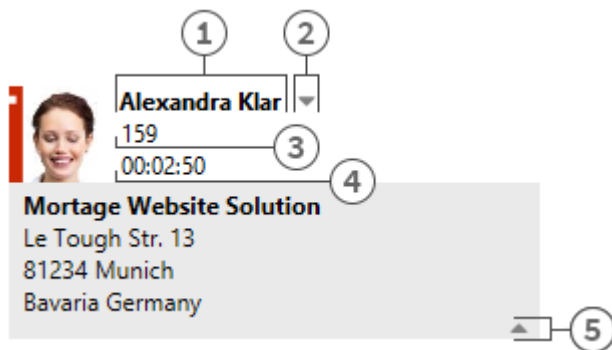 1 2
Alexandra Klar
159
3
00:02:50
4
Mortage Website Solution
Le Tough Str. 13
81234 Munich
Bavaria Germany
5